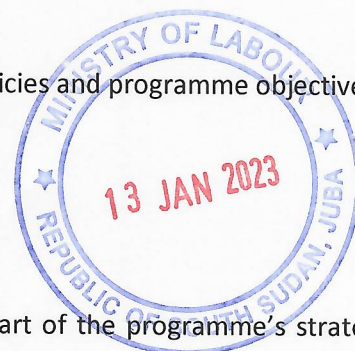 MINISTRY OF LABOUR
icies and programme objective
13 JAN 2023
REPUBLIC OF SOUTH SUDAN, JUBA
art of the programme's strate